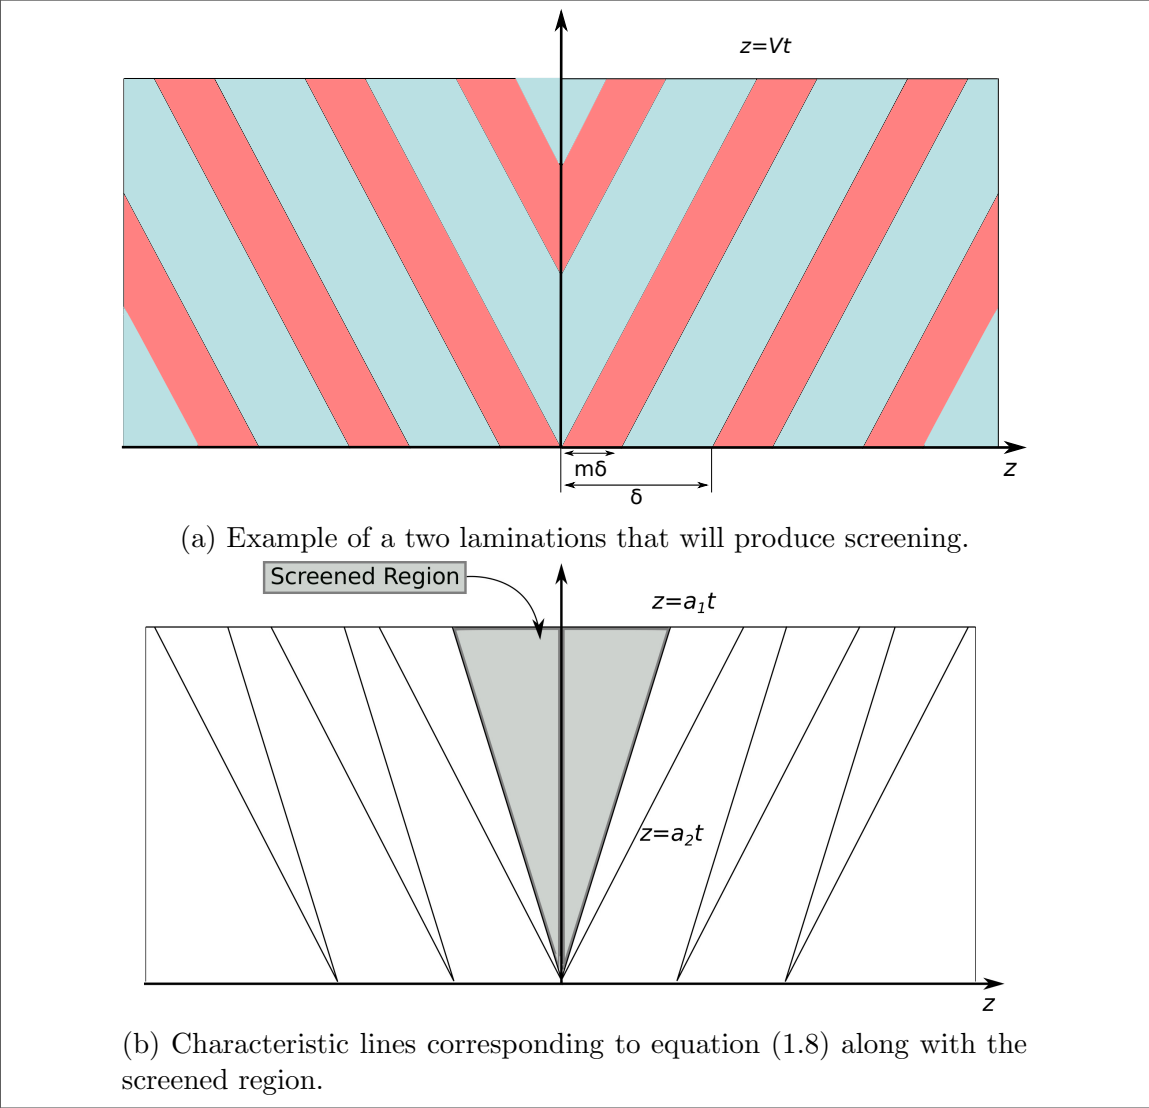 z=Vt
z
mδ
δ
(a) Example of a two laminations that will produce screening.
Screened Region
z=a₁t
z=a₂t
z
(b) Characteristic lines corresponding to equation (1.8) along with the
screened region.